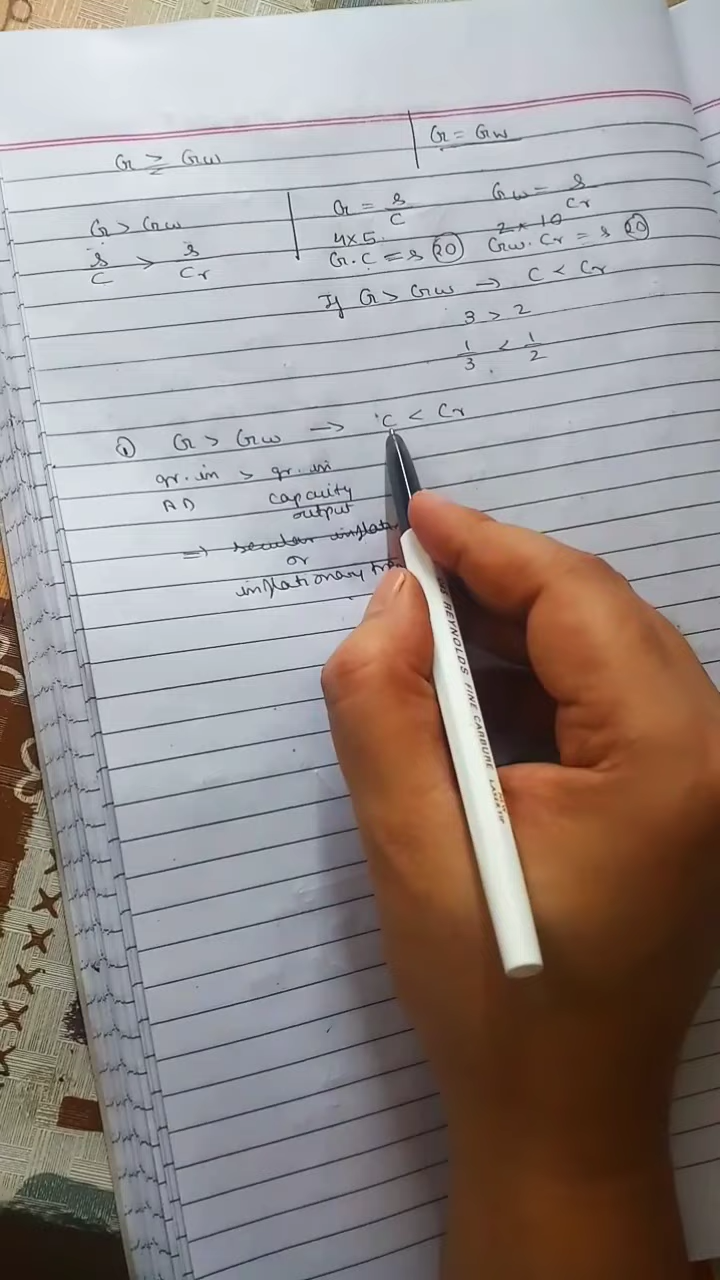 G ≥ Gw
G = Gw
G > Gw
s/C > s/Cr
G = s/C
Gw = s/Cr
4 x 5
2 x 10
G.C = s (20)
Gw.Cr = s (20)
If G > Gw → C < Cr
3 > 2
1/3 < 1/2
① G > Gw → C < Cr
gr. in > gr. in
AD capacity
output
⇒ secular inflati
or
inflationary tre
REYNOLDS FINE CARBURE